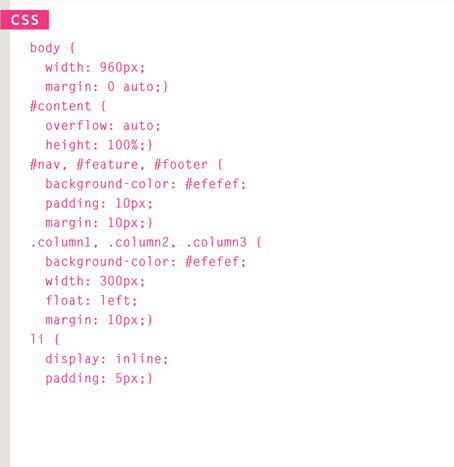 CSS
body {
  width: 960px;
  margin: 0 auto;}
#content {
  overflow: auto;
  height: 100%;}
#nav, #feature, #footer {
  background-color: #efefef;
  padding: 10px;
  margin: 10px;}
.column1, .column2, .column3 {
  background-color: #efefef;
  width: 300px;
  float: left;
  margin: 10px;}
li {
  display: inline;
  padding: 5px;}